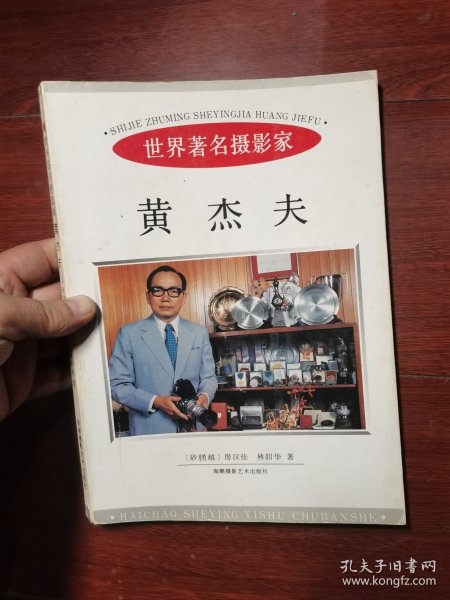 ·SHIJIE ZHUMING SHEYINGJIA HUANG JIEFU·
世界著名摄影家
黄杰夫
〔砂朥越〕房汉佳 林韶华 著
海潮摄影艺术出版社
·HAICHAO SHEYING YISHU CHUBANSHE·
孔夫子旧书网
www.kongfz.com